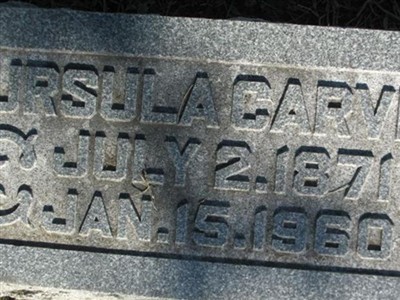 URSULA CARV
JULY 2, 1871
JAN. 15, 1960